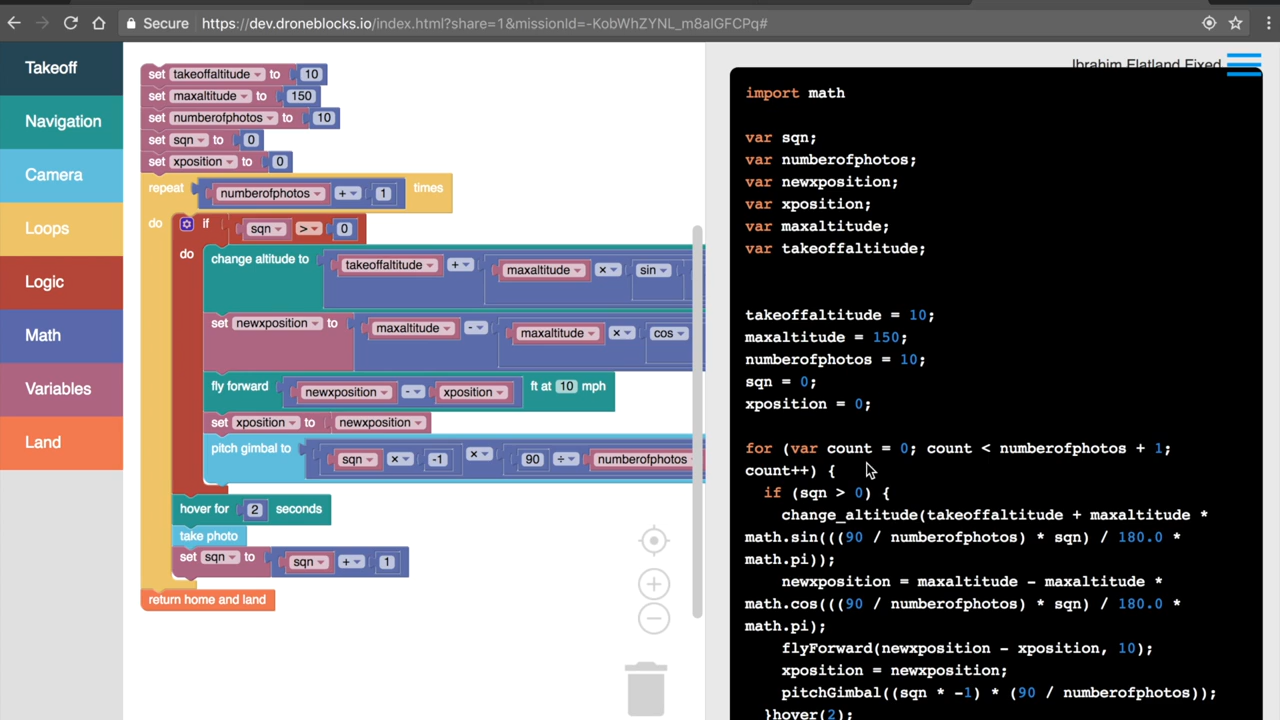 Secure https://dev.droneblocks.io/index.html?share=1&missionId=-KobWhZYNL_m8alGFCPq#
Takeoff
Navigation
Camera
Loops
Logic
Math
Variables
Land
set takeoffaltitude to 10
set maxaltitude to 150
set numberofphotos to 10
set sqn to 0
set xposition to 0
repeat numberofphotos + 1 times
do if sqn > 0
do change altitude to takeoffaltitude + maxaltitude × sin
set newxposition to maxaltitude - maxaltitude × cos
fly forward newxposition - xposition ft at 10 mph
set xposition to newxposition
pitch gimbal to sqn × -1 × 90 ÷ numberofphotos
hover for 2 seconds
take photo
set sqn to sqn + 1
return home and land
Ibrahim Flatland Fixed
import math
var sqn;
var numberofphotos;
var newxposition;
var xposition;
var maxaltitude;
var takeoffaltitude;
takeoffaltitude = 10;
maxaltitude = 150;
numberofphotos = 10;
sqn = 0;
xposition = 0;
for (var count = 0; count < numberofphotos + 1;
count++) {
if (sqn > 0) {
change_altitude(takeoffaltitude + maxaltitude *
math.sin(((90 / numberofphotos) * sqn) / 180.0 *
math.pi));
newxposition = maxaltitude - maxaltitude *
math.cos(((90 / numberofphotos) * sqn) / 180.0 *
math.pi);
flyForward(newxposition - xposition, 10);
xposition = newxposition;
pitchGimbal((sqn * -1) * (90 / numberofphotos));
}hover(2);